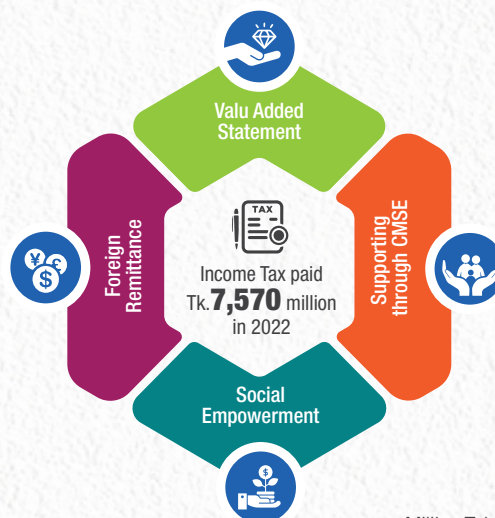 Valu Added
Statement
Foreign
Remittance
TAX
Income Tax paid
Tk.7,570 million
in 2022
Supporting
through CMSE
Social
Empowerment
¥
£
$
$